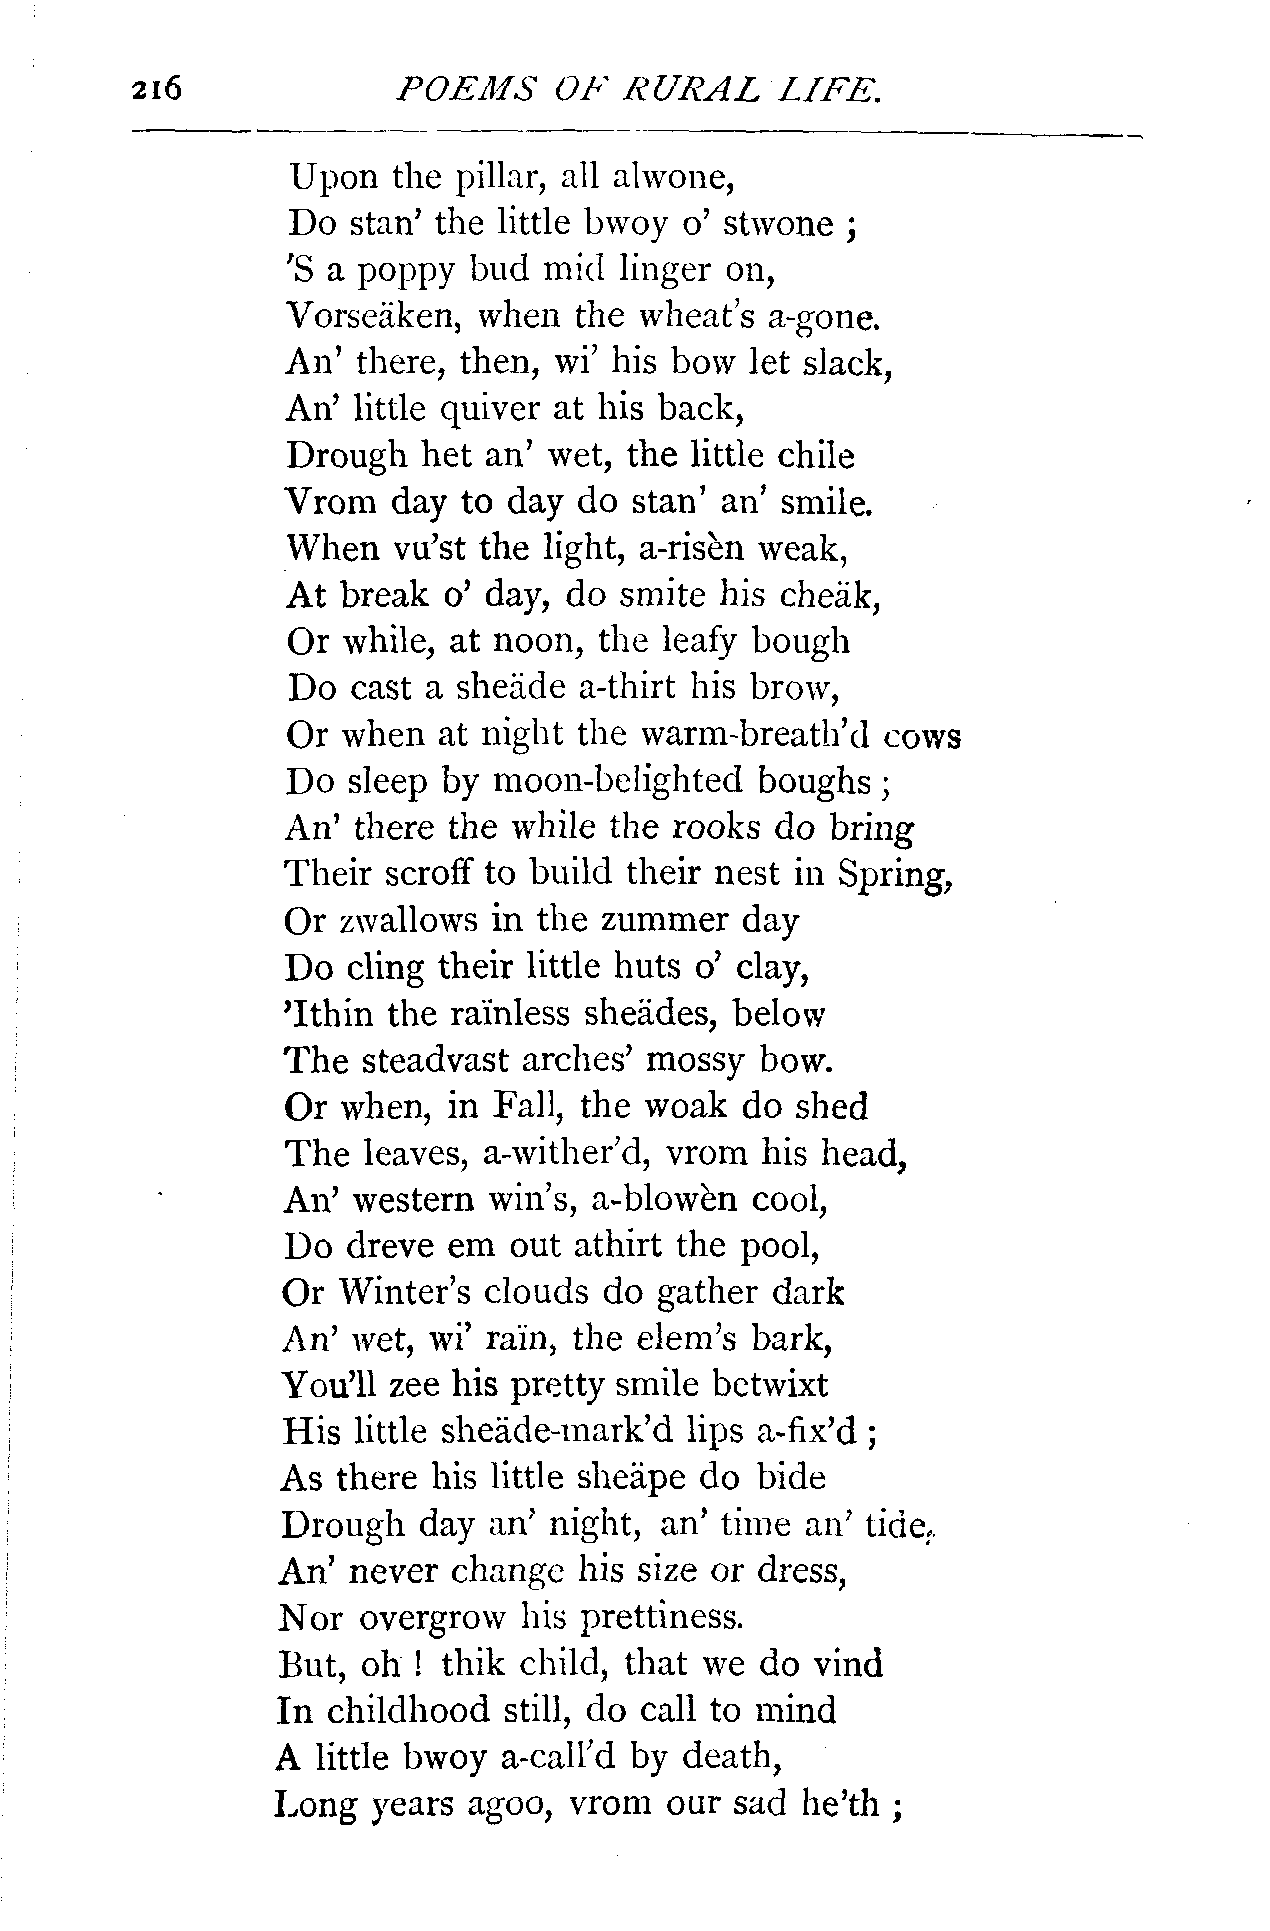 216 POEMS OF RURAL LIFE.
Upon the pillar, all alwone,
Do stan' the little bwoy o' stwone ;
'S a poppy bud mid linger on,
Vorseäken, when the wheat's a-gone.
An' there, then, wi' his bow let slack,
An' little quiver at his back,
Drough het an' wet, the little chile
Vrom day to day do stan' an' smile.
When vu'st the light, a-risèn weak,
At break o' day, do smite his cheäk,
Or while, at noon, the leafy bough
Do cast a sheäde a-thirt his brow,
Or when at night the warm-breath'd cows
Do sleep by moon-belighted boughs ;
An' there the while the rooks do bring
Their scroff to build their nest in Spring,
Or zwallows in the zummer day
Do cling their little huts o' clay,
'Ithin the raïnless sheädes, below
The steadvast arches' mossy bow.
Or when, in Fall, the woak do shed
The leaves, a-wither'd, vrom his head,
An' western win's, a-blowèn cool,
Do dreve em out athirt the pool,
Or Winter's clouds do gather dark
An' wet, wi' raïn, the elem's bark,
You'll zee his pretty smile betwixt
His little sheäde-mark'd lips a-fix'd ;
As there his little sheäpe do bide
Drough day an' night, an' time an' tide,
An' never change his size or dress,
Nor overgrow his prettiness.
But, oh ! thik child, that we do vind
In childhood still, do call to mind
A little bwoy a-call'd by death,
Long years agoo, vrom our sad he'th ;